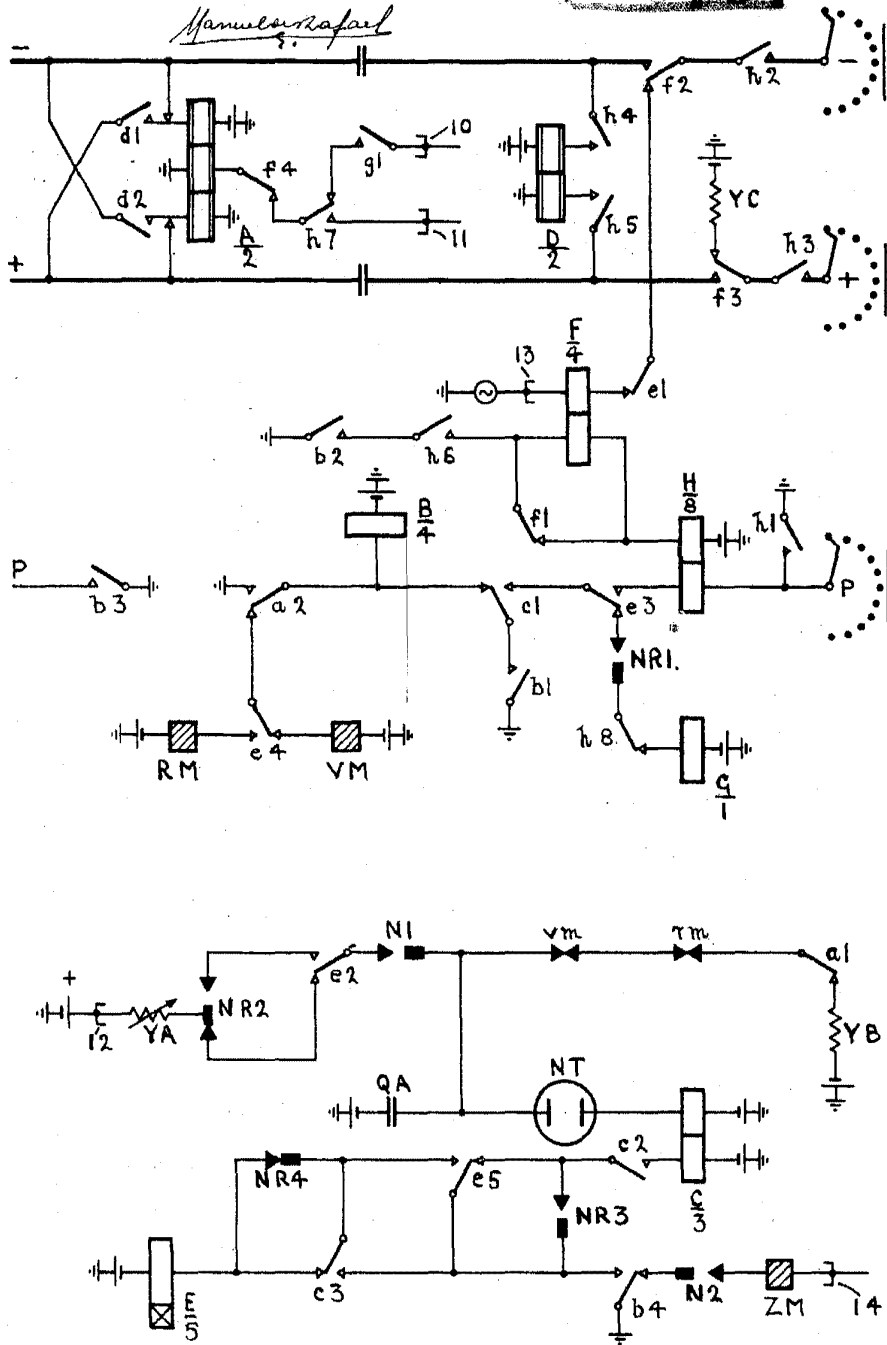 Manuel
−
f2
h2
−
d1
h4
10
g1
f4
YC
d2
h7
11
h5
A/2
D/2
h3
+
f3
+
F/4
13
e1
b2
h6
B/4
H/8
f1
h1
P
b3
a2
c1
e3
P
NR1.
b1
e4
h8
RM
VM
G/1
N1
vm
rm
a1
e2
+
NR2
12
YA
YB
NT
QA
c2
NR4
e5
C/3
NR3
E/5
c3
b4
N2
ZM
14